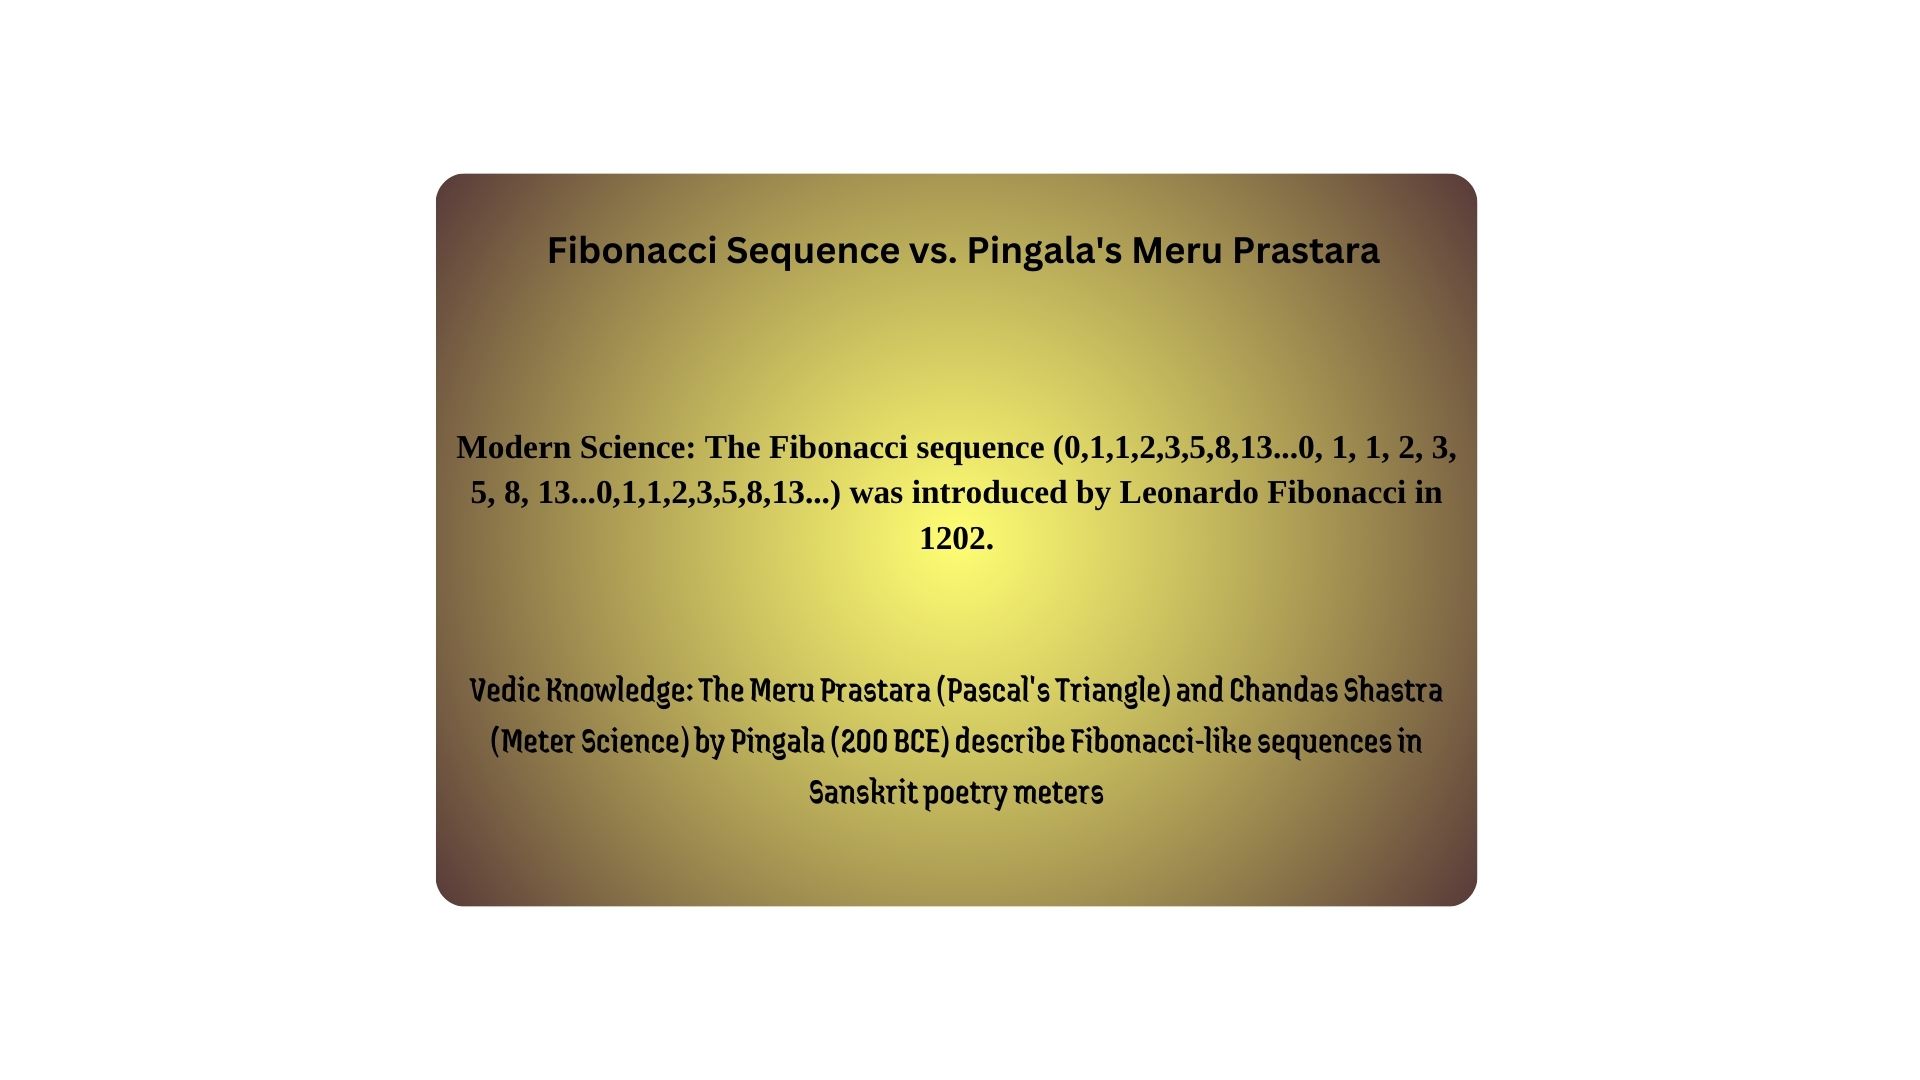 Fibonacci Sequence vs. Pingala's Meru Prastara
Modern Science: The Fibonacci sequence (0,1,1,2,3,5,8,13...0, 1, 1, 2, 3,
5, 8, 13...0,1,1,2,3,5,8,13...) was introduced by Leonardo Fibonacci in
1202.
Vedic Knowledge: The Meru Prastara (Pascal's Triangle) and Chandas Shastra
(Meter Science) by Pingala (200 BCE) describe Fibonacci-like sequences in
Sanskrit poetry meters